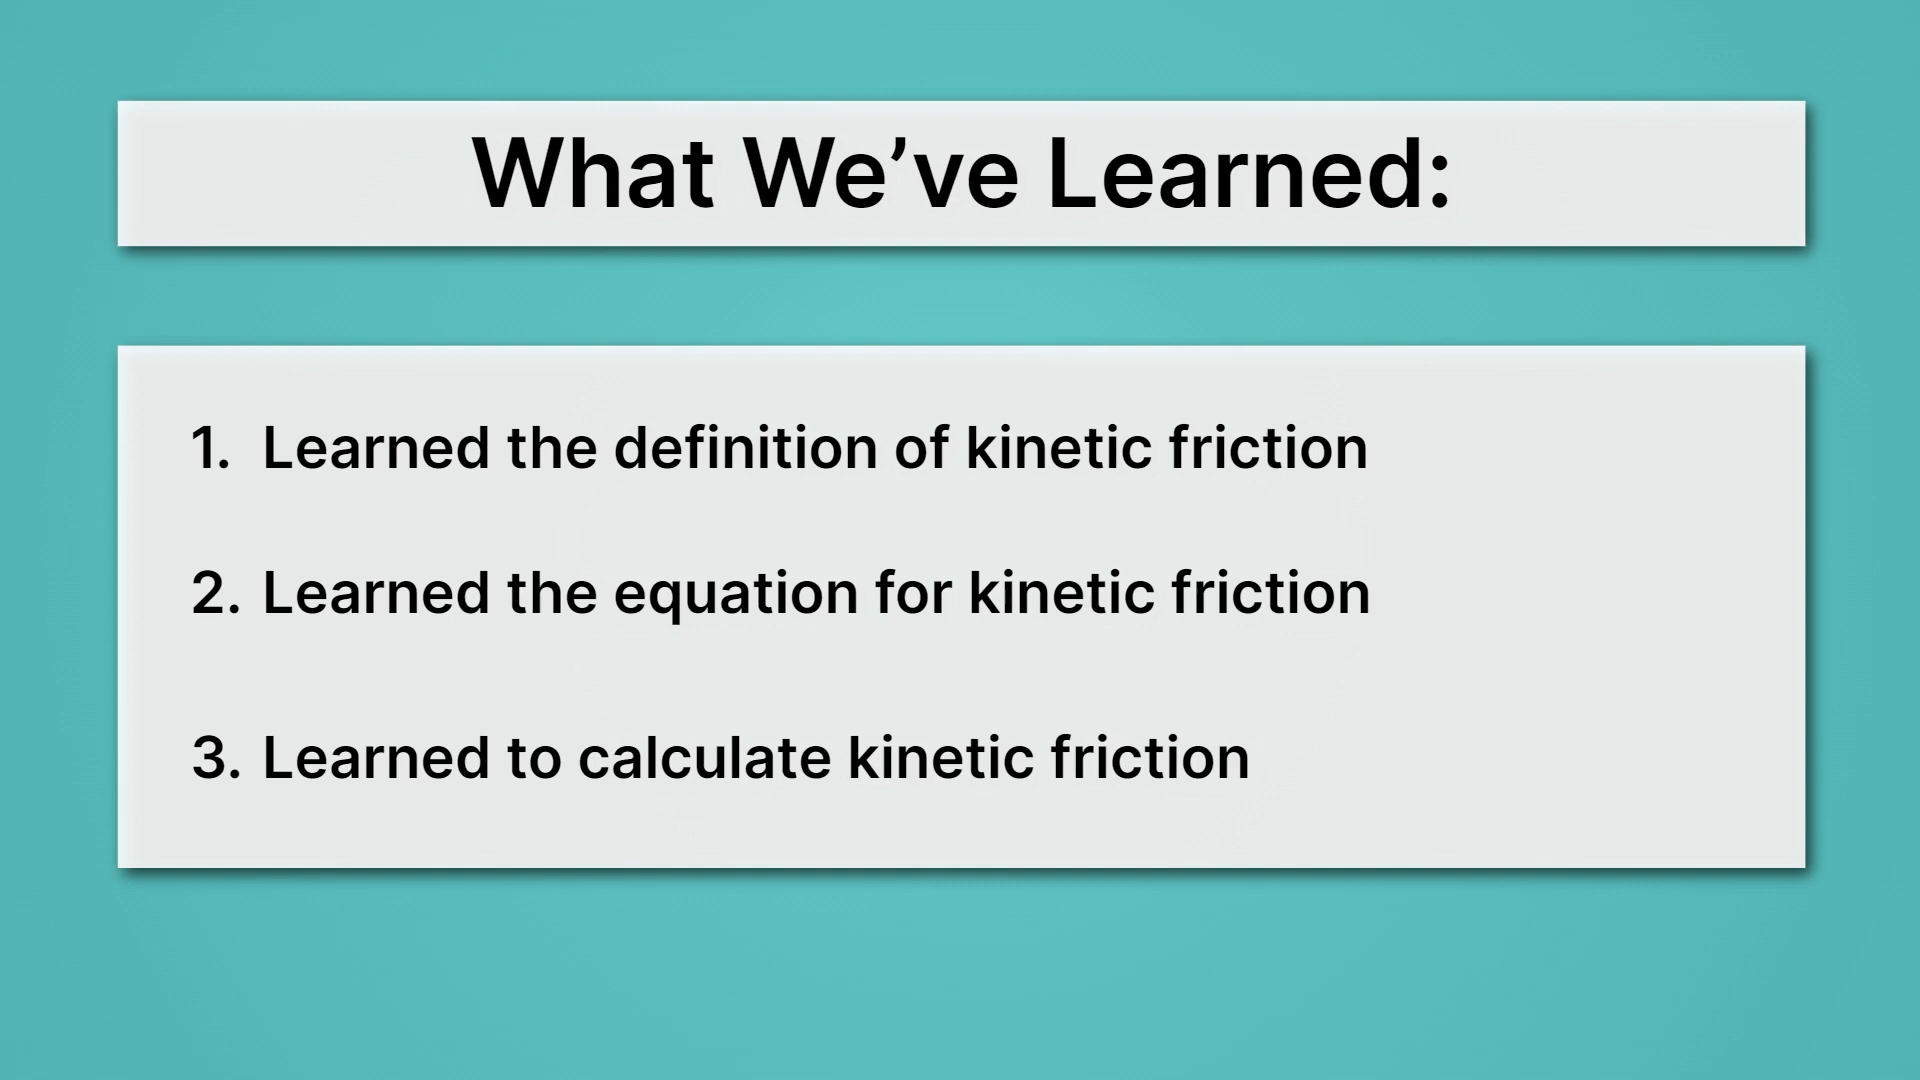 What We’ve Learned:
1. Learned the definition of kinetic friction
2. Learned the equation for kinetic friction
3. Learned to calculate kinetic friction